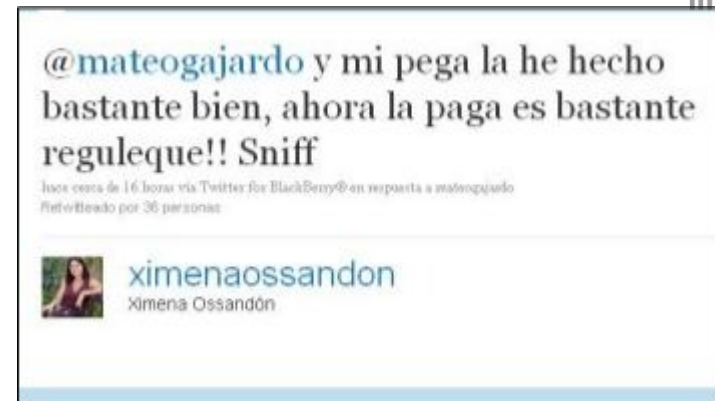 @mateogajardo y mi pega la he hecho
bastante bien, ahora la paga es bastante
reguleque!! Sniff
hace cerca de 16 horas vía Twitter for BlackBerry® en respuesta a mateogajardo
Retwitteado por 36 personas
ximenaossandon
Ximena Ossandón